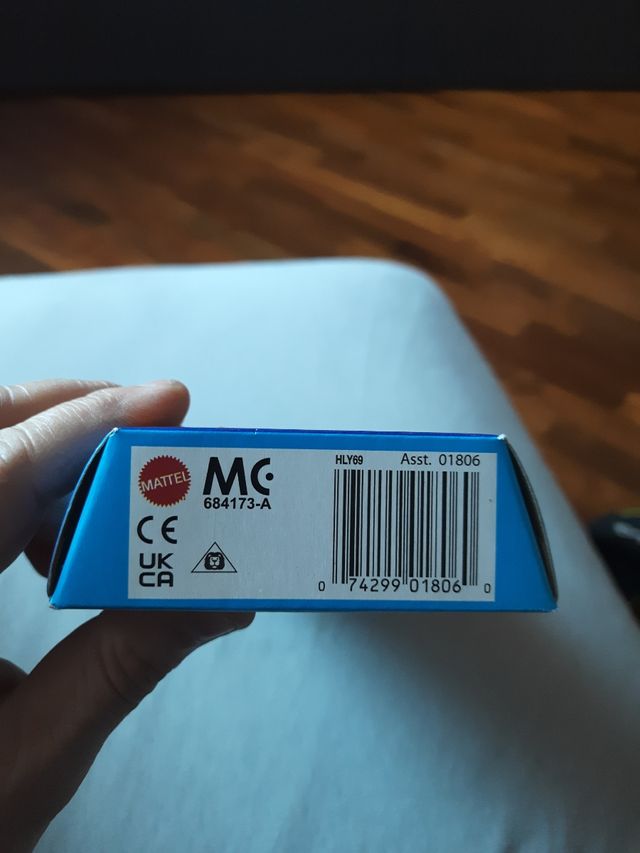 MATTEL
MC
684173-A
HLY69 Asst. 01806
CE
UK
CA
0 74299 01806 0